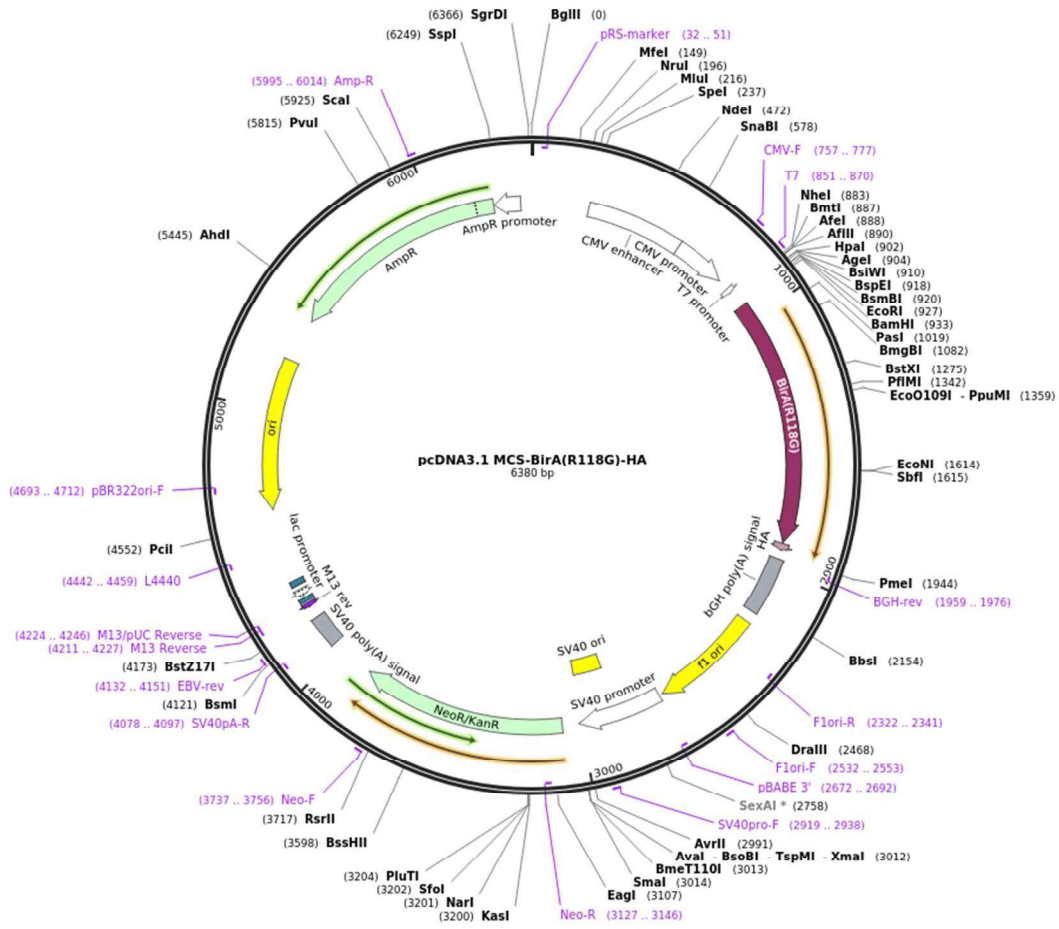 (6366) SgrDI
(6249) SspI
BglII (0)
pRS-marker (32 .. 51)
MfeI (149)
NruI (196)
MluI (216)
SpeI (237)
NdeI (472)
SnaBI (578)
CMV-F (757 .. 777)
T7 (851 .. 870)
NheI (883)
BmtI (887)
AfeI (888)
AflII (890)
HpaI (902)
AgeI (904)
BsiWI (910)
BspEI (918)
BsmBI (920)
EcoRI (927)
BamHI (933)
PasI (1019)
BmgBI (1082)
BstXI (1275)
PflMI (1342)
EcoO109I - PpuMI (1359)
EcoNI (1614)
SbfI (1615)
PmeI (1944)
BGH-rev (1959 .. 1976)
BbsI (2154)
F1ori-R (2322 .. 2341)
DraIII (2468)
F1ori-F (2532 .. 2553)
pBABE 3' (2672 .. 2692)
SexAI * (2758)
SV40pro-F (2919 .. 2938)
AvrII (2991)
AvaI - BsoBI - TspMI - XmaI (3012)
BmeT110I (3013)
SmaI (3014)
EagI (3107)
Neo-R (3127 .. 3146)
(3200) KasI
(3201) NarI
(3202) SfoI
(3204) PluTI
(3598) BssHII
(3717) RsrII
(3737 .. 3756) Neo-F
(4078 .. 4097) SV40pA-R
(4121) BsmI
(4132 .. 4151) EBV-rev
(4173) BstZ17I
(4211 .. 4227) M13 Reverse
(4224 .. 4246) M13/pUC Reverse
(4442 .. 4459) L4440
(4552) PciI
(4693 .. 4712) pBR322ori-F
(5445) AhdI
(5815) PvuI
(5925) ScaI
(5995 .. 6014) Amp-R
1000
2000
3000
4000
5000
6000
AmpR promoter
AmpR
CMV enhancer
CMV promoter
T7 promoter
BirA(R118G)
HA
bGH poly(A) signal
f1 ori
SV40 ori
SV40 promoter
NeoR/KanR
SV40 poly(A) signal
M13 rev
lac promoter
ori
pcDNA3.1 MCS-BirA(R118G)-HA
6380 bp